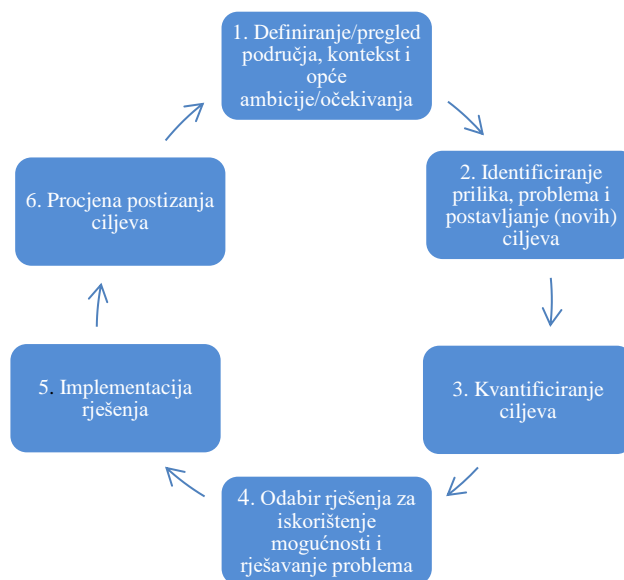 1. Definiranje/pregled
područja, kontekst i
opće
ambicije/očekivanja
2. Identificiranje
prilika, problema i
postavljanje (novih)
ciljeva
3. Kvantificiranje
ciljeva
4. Odabir rješenja za
iskorištenje
mogućnosti i
rješavanje problema
5. Implementacija
rješenja
6. Procjena postizanja
ciljeva